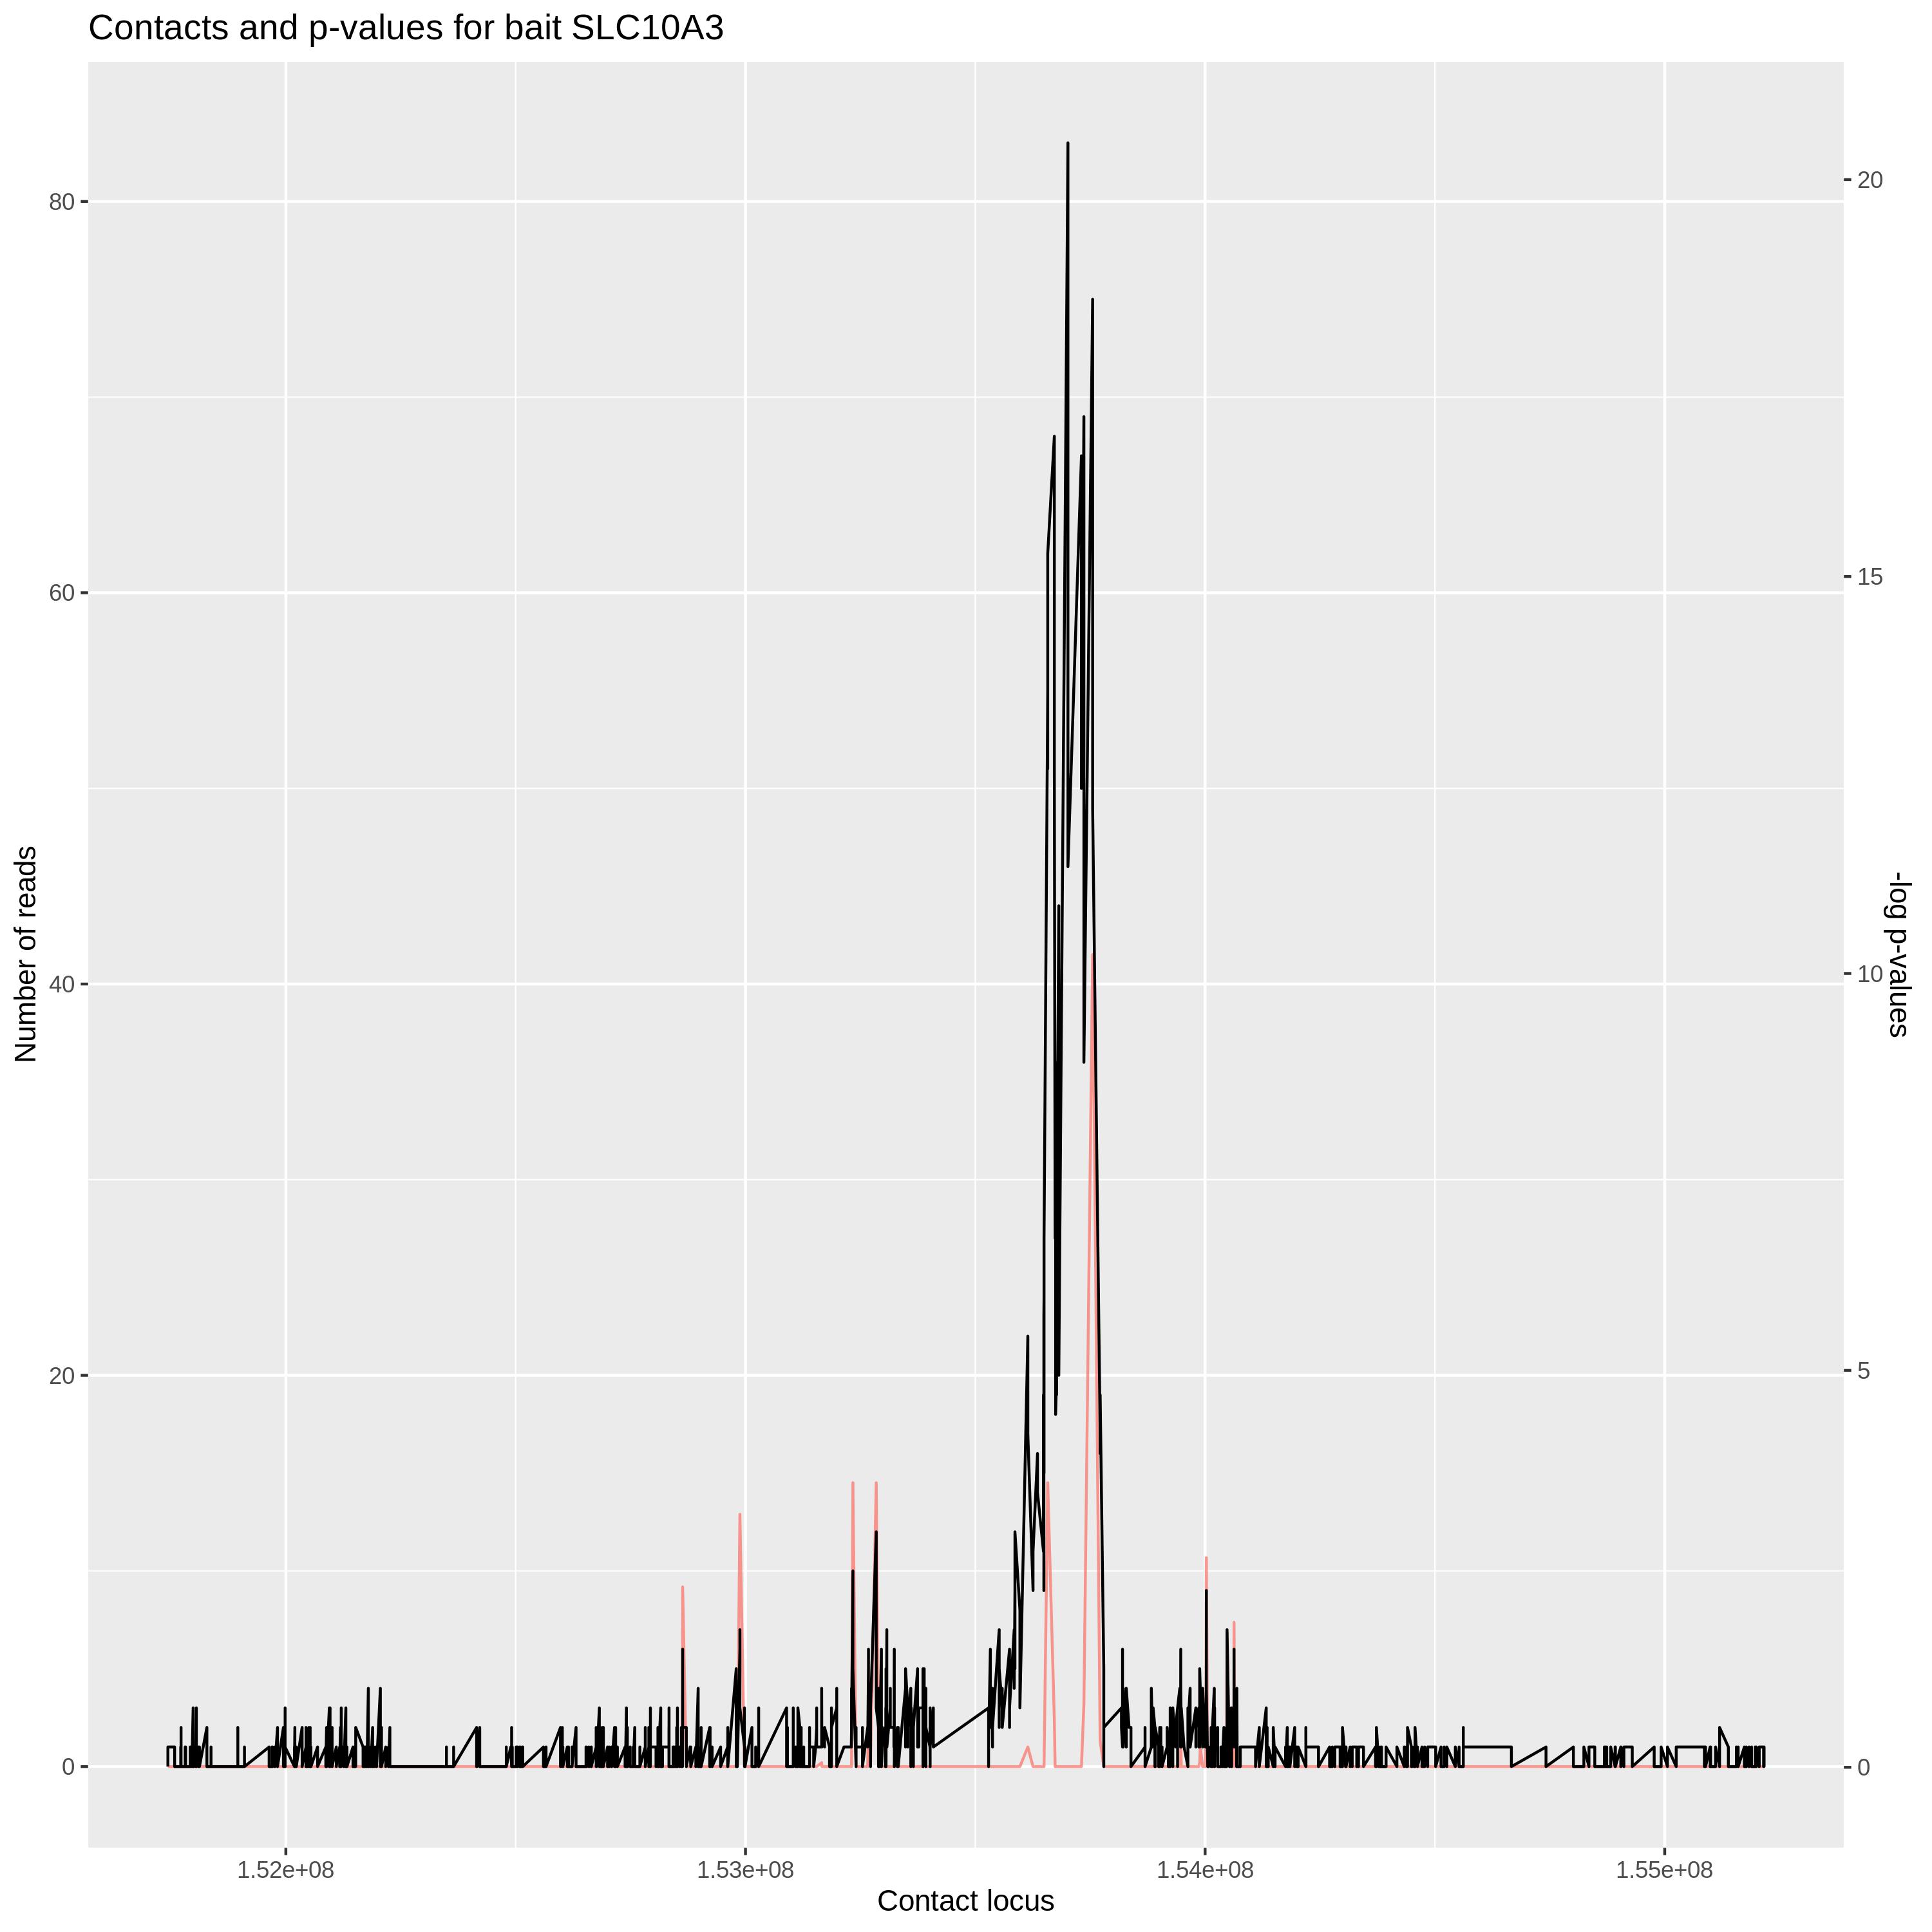 Contacts and p-values for bait SLC10A3
80
60
40
20
0
Number of reads
20
15
10
5
0
-log p-values
1.52e+08
1.53e+08
1.54e+08
1.55e+08
Contact locus